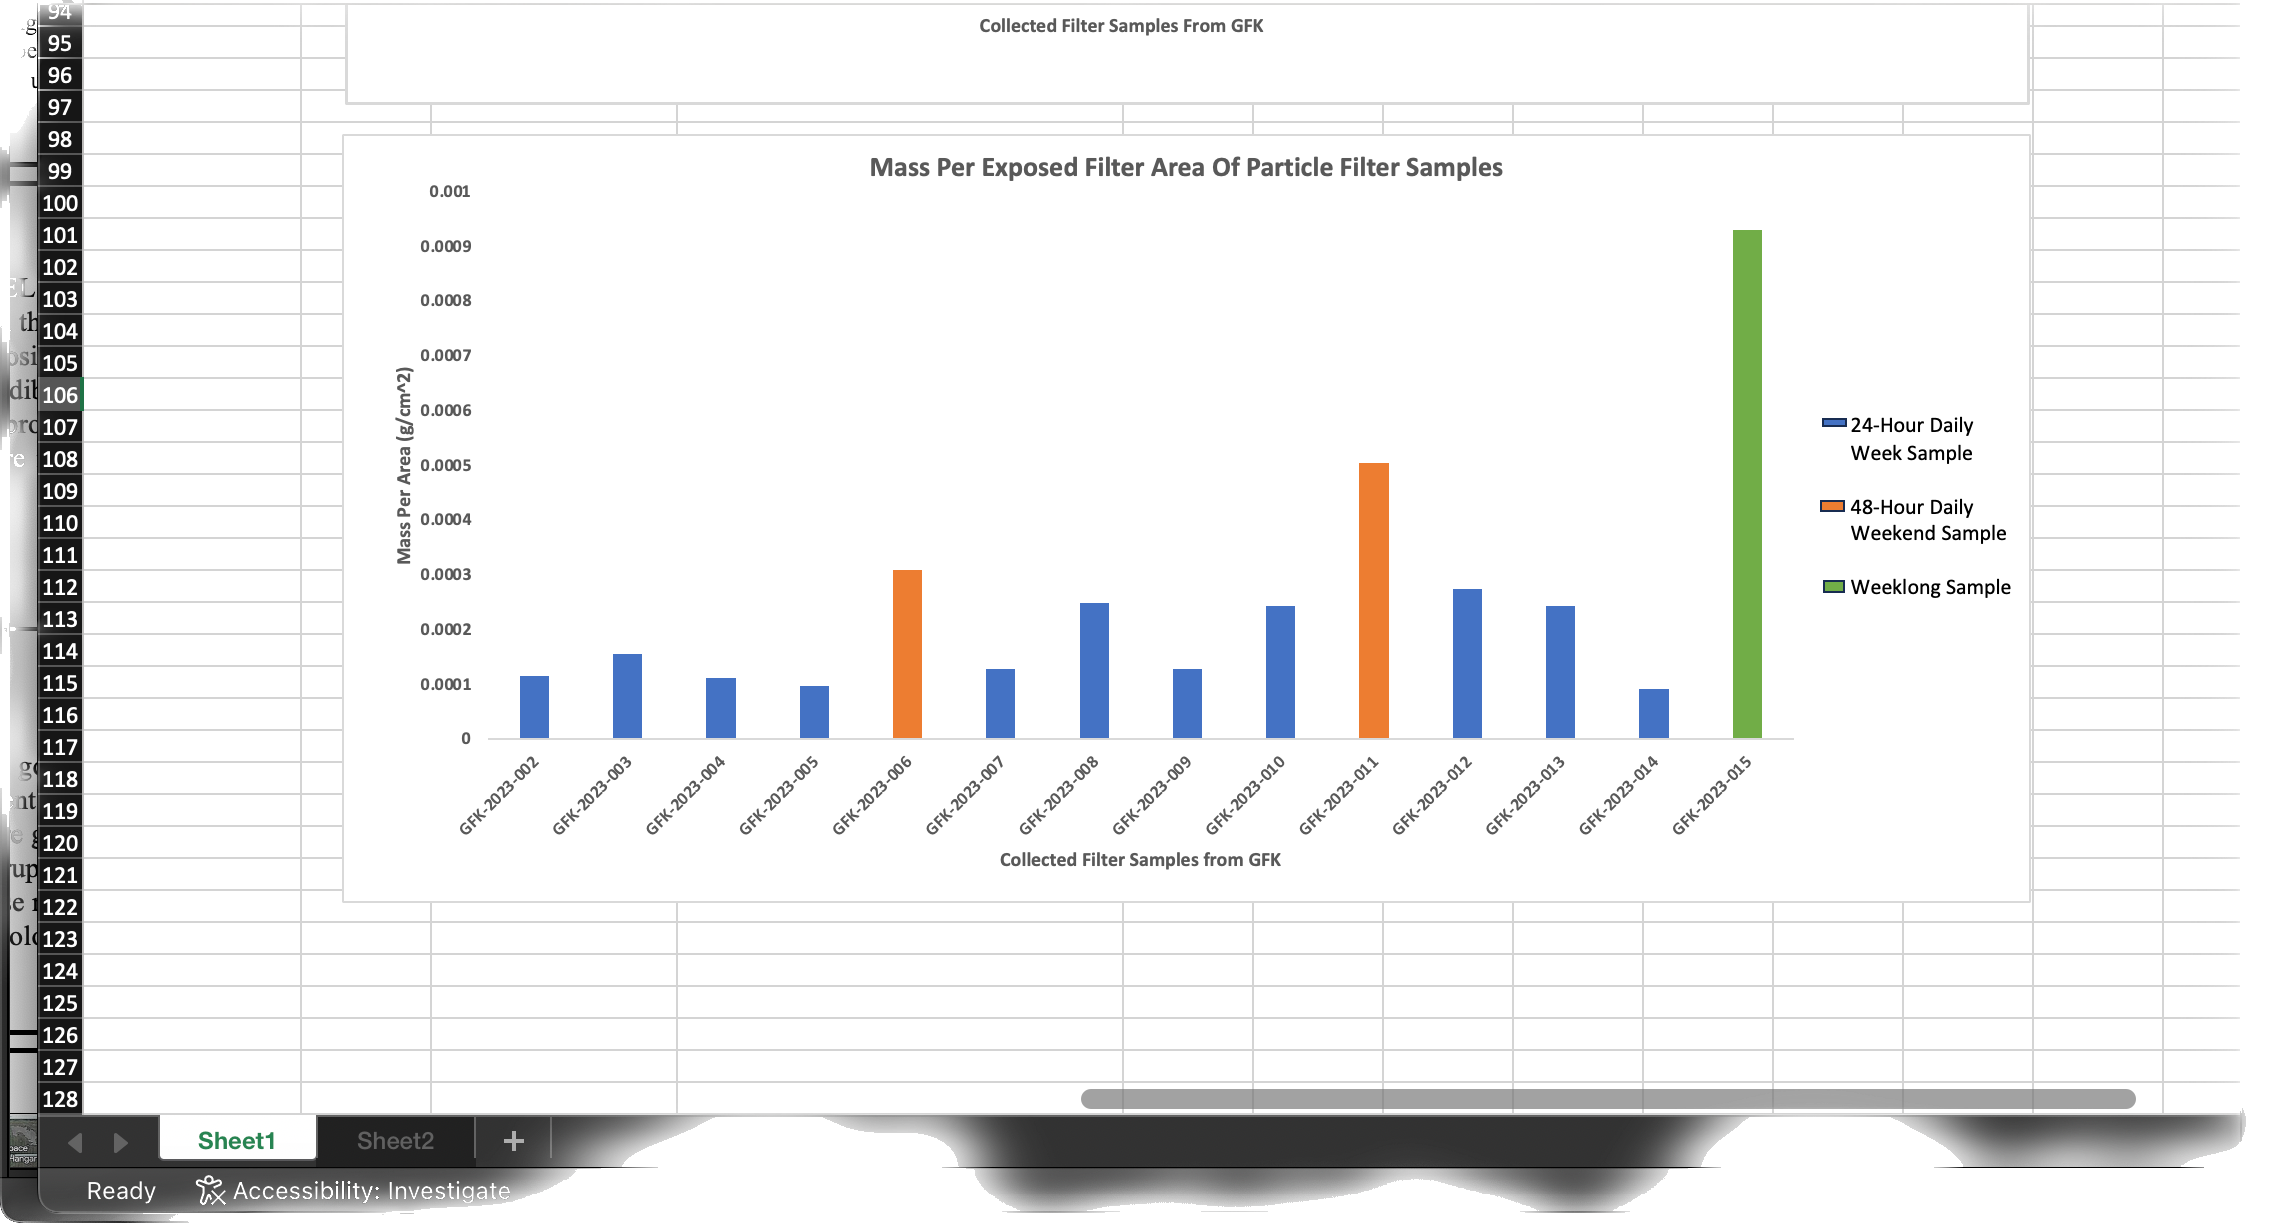 94
Collected Filter Samples From GFK
95
96
97
98
99
100
101
102
103
104
105
106
107
108
109
110
111
112
113
114
115
116
117
118
119
120
121
122
123
124
125
126
127
128
Mass Per Exposed Filter Area Of Particle Filter Samples
Mass Per Area (g/cm^2)
0.001
0.0009
0.0008
0.0007
0.0006
0.0005
0.0004
0.0003
0.0002
0.0001
0
GFK-2023-002
GFK-2023-003
GFK-2023-004
GFK-2023-005
GFK-2023-006
GFK-2023-007
GFK-2023-008
GFK-2023-009
GFK-2023-010
GFK-2023-011
GFK-2023-012
GFK-2023-013
GFK-2023-014
GFK-2023-015
Collected Filter Samples from GFK
24-Hour Daily
Week Sample
48-Hour Daily
Weekend Sample
Weeklong Sample
Sheet1
Sheet2
+
Ready
Accessibility: Investigate